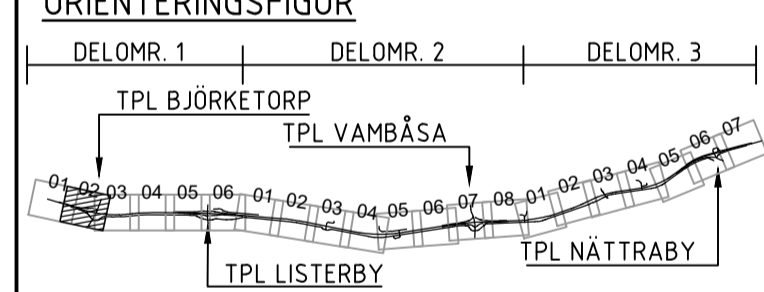 ORIENTERINGSFIGUR
DELOMR. 1 DELOMR. 2 DELOMR. 3
TPL BJÖRKETORP
TPL VAMBÅSA
01 02 03 04 05 06 01 02 03 04 05 06 07 08 01 02 03 04 05 06 07
TPL LISTERBY
TPL NÄTTRABY